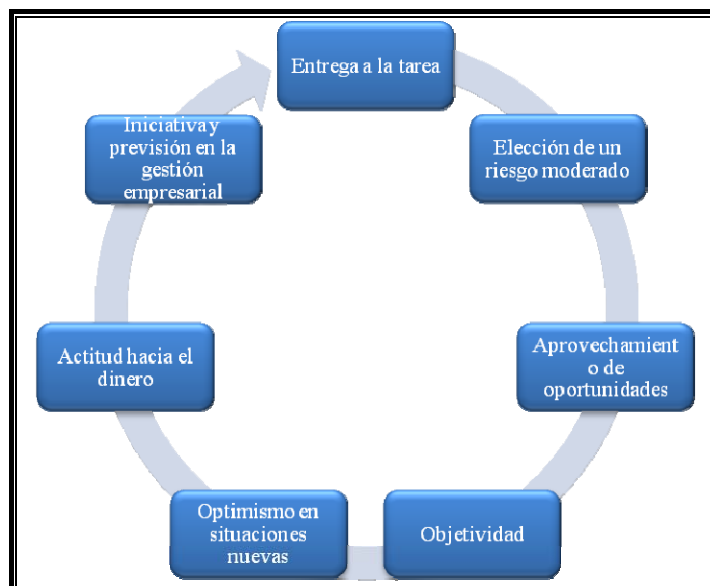 Entrega a la tarea
Elección de un
riesgo moderado
Aprovechamient
o de
oportunidades
Objetividad
Optimismo en
situaciones
nuevas
Actitud hacia el
dinero
Iniciativa y
previsión en la
gestión
empresarial